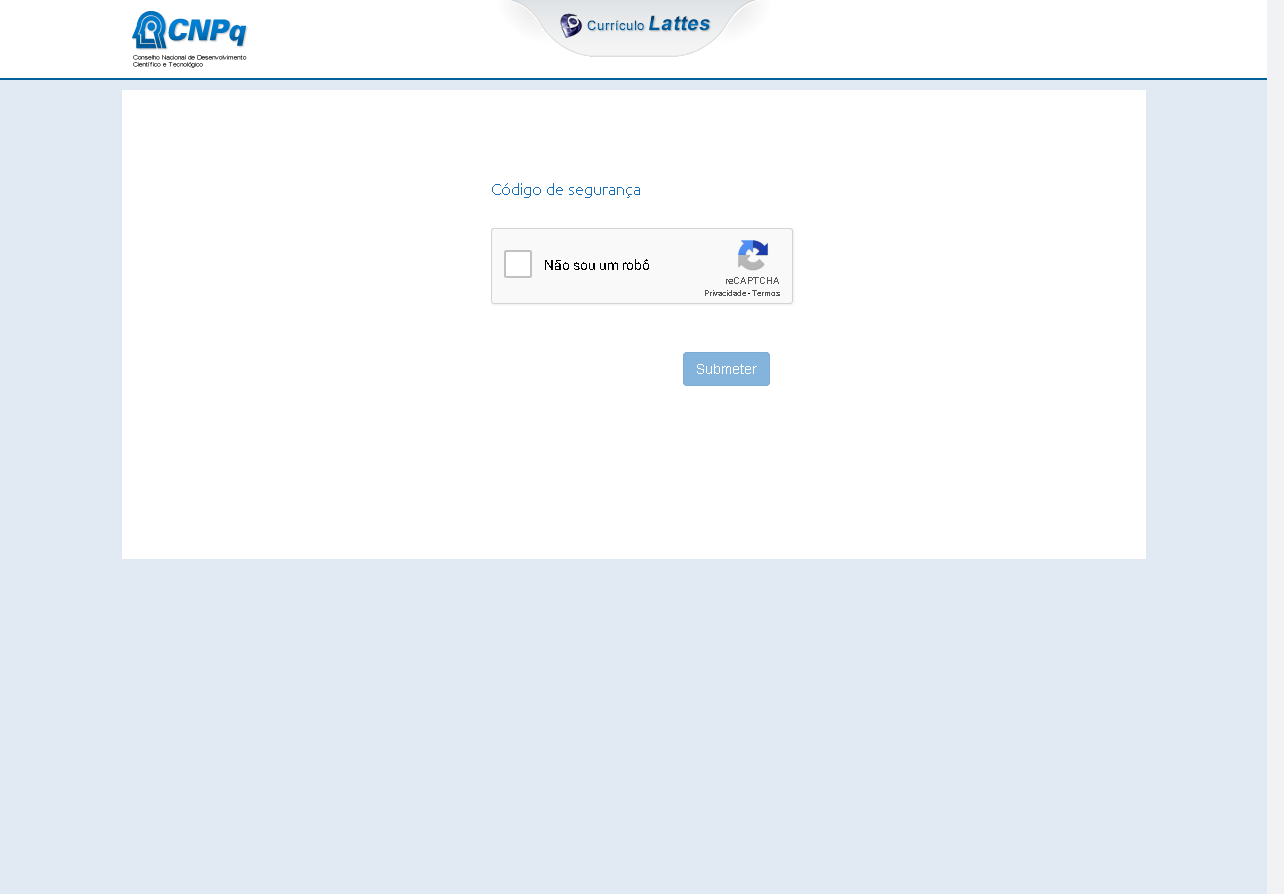 CNPq
Conselho Nacional de Desenvolvimento
Científico e Tecnológico
Currículo Lattes
Código de segurança
Não sou um robô
reCAPTCHA
Privacidade - Termos
Submeter